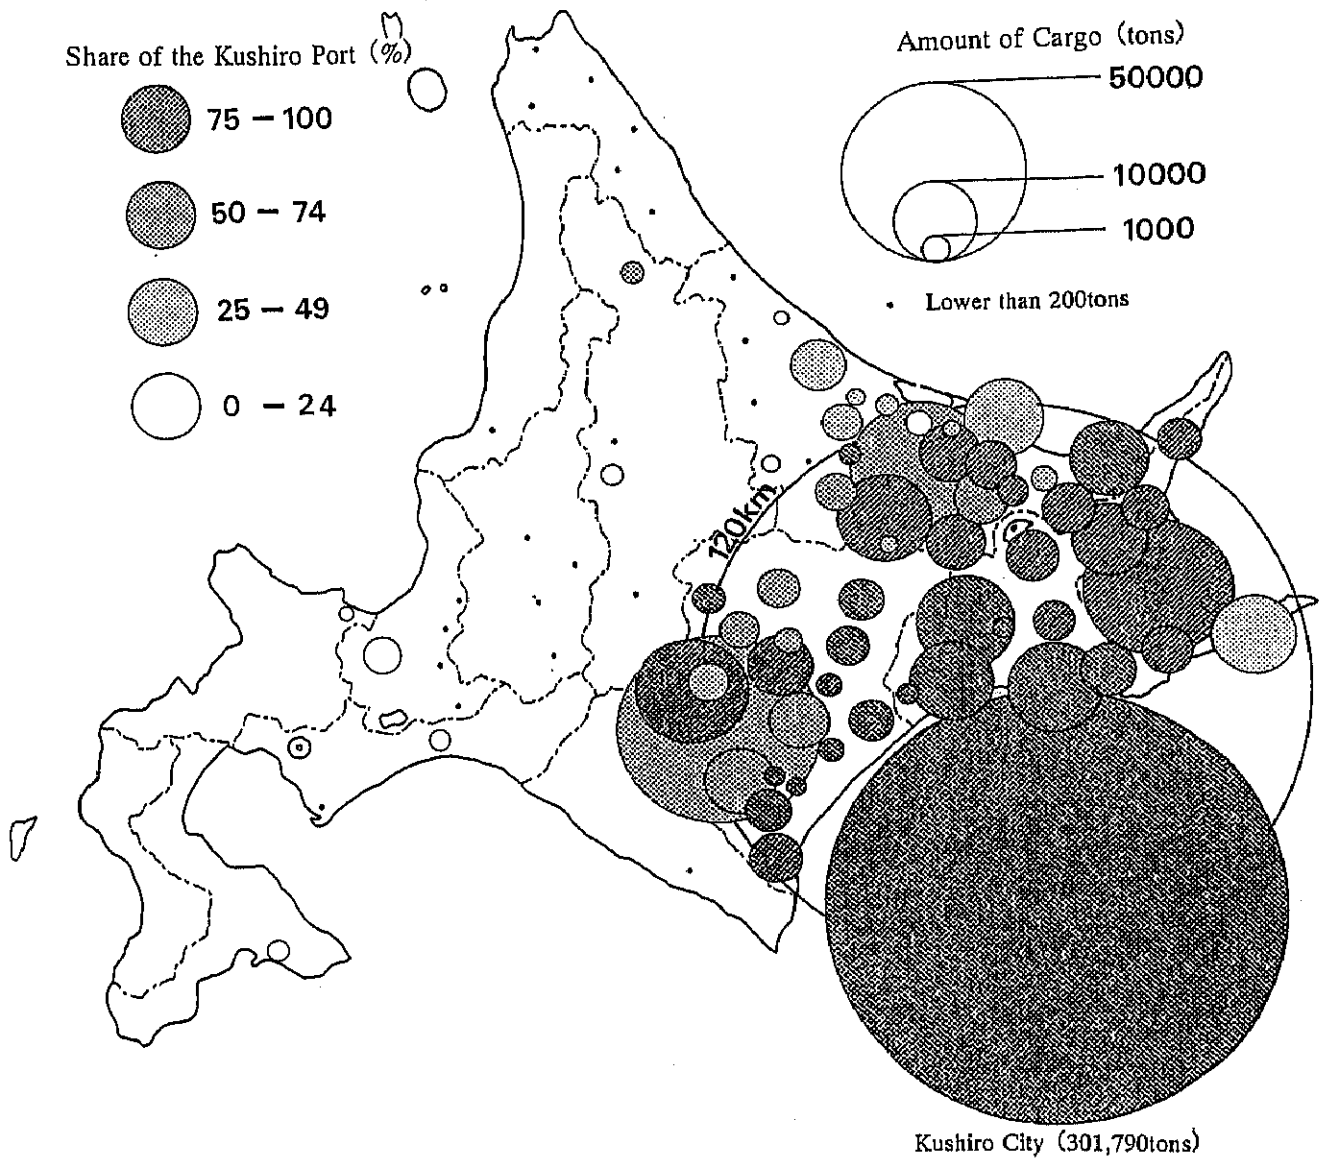 Share of the Kushiro Port (%)
75 – 100
50 – 74
25 – 49
0 – 24
Amount of Cargo (tons)
50000
10000
1000
Lower than 200tons
120km
Kushiro City (301,790tons)